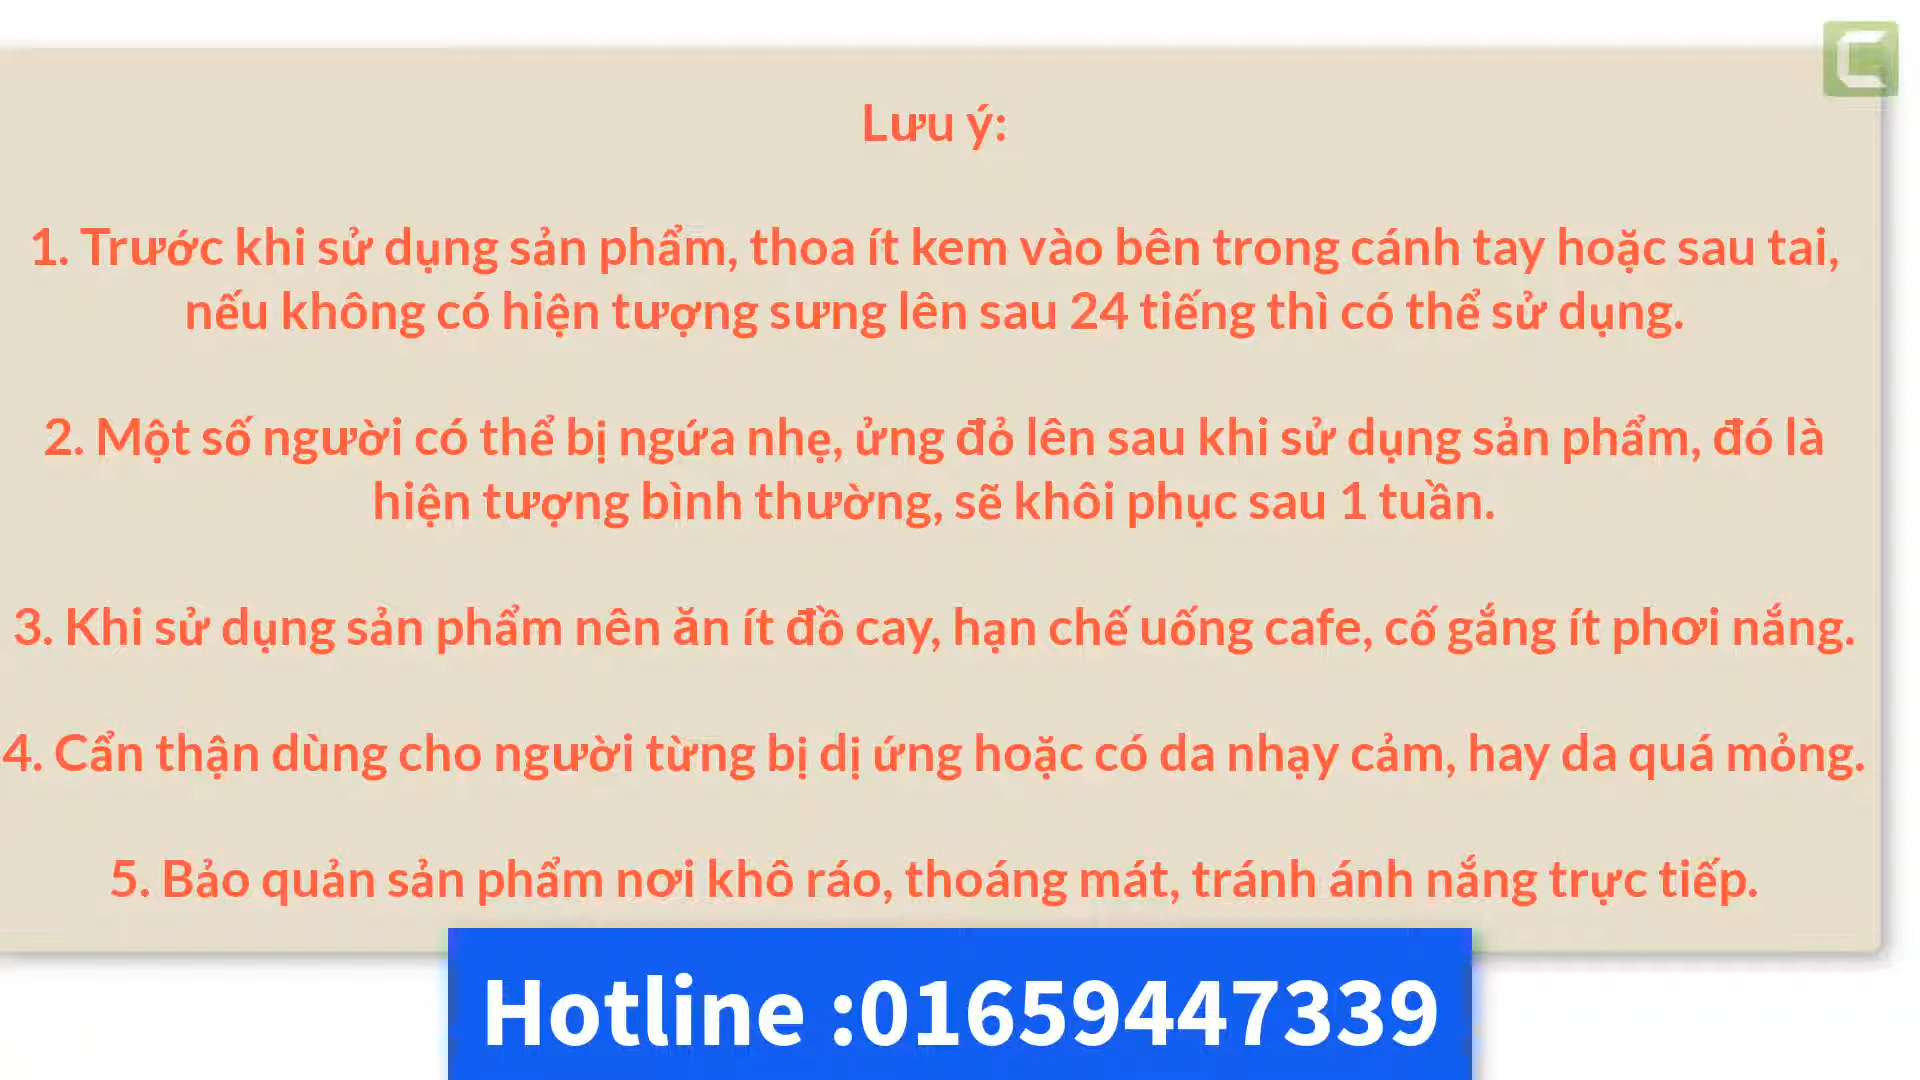 Lưu ý:
1. Trước khi sử dụng sản phẩm, thoa ít kem vào bên trong cánh tay hoặc sau tai,
nếu không có hiện tượng sưng lên sau 24 tiếng thì có thể sử dụng.
2. Một số người có thể bị ngứa nhẹ, ửng đỏ lên sau khi sử dụng sản phẩm, đó là
hiện tượng bình thường, sẽ khôi phục sau 1 tuần.
3. Khi sử dụng sản phẩm nên ăn ít đồ cay, hạn chế uống cafe, cố gắng ít phơi nắng.
4. Cẩn thận dùng cho người từng bị dị ứng hoặc có da nhạy cảm, hay da quá mỏng.
5. Bảo quản sản phẩm nơi khô ráo, thoáng mát, tránh ánh nắng trực tiếp.
Hotline :01659447339